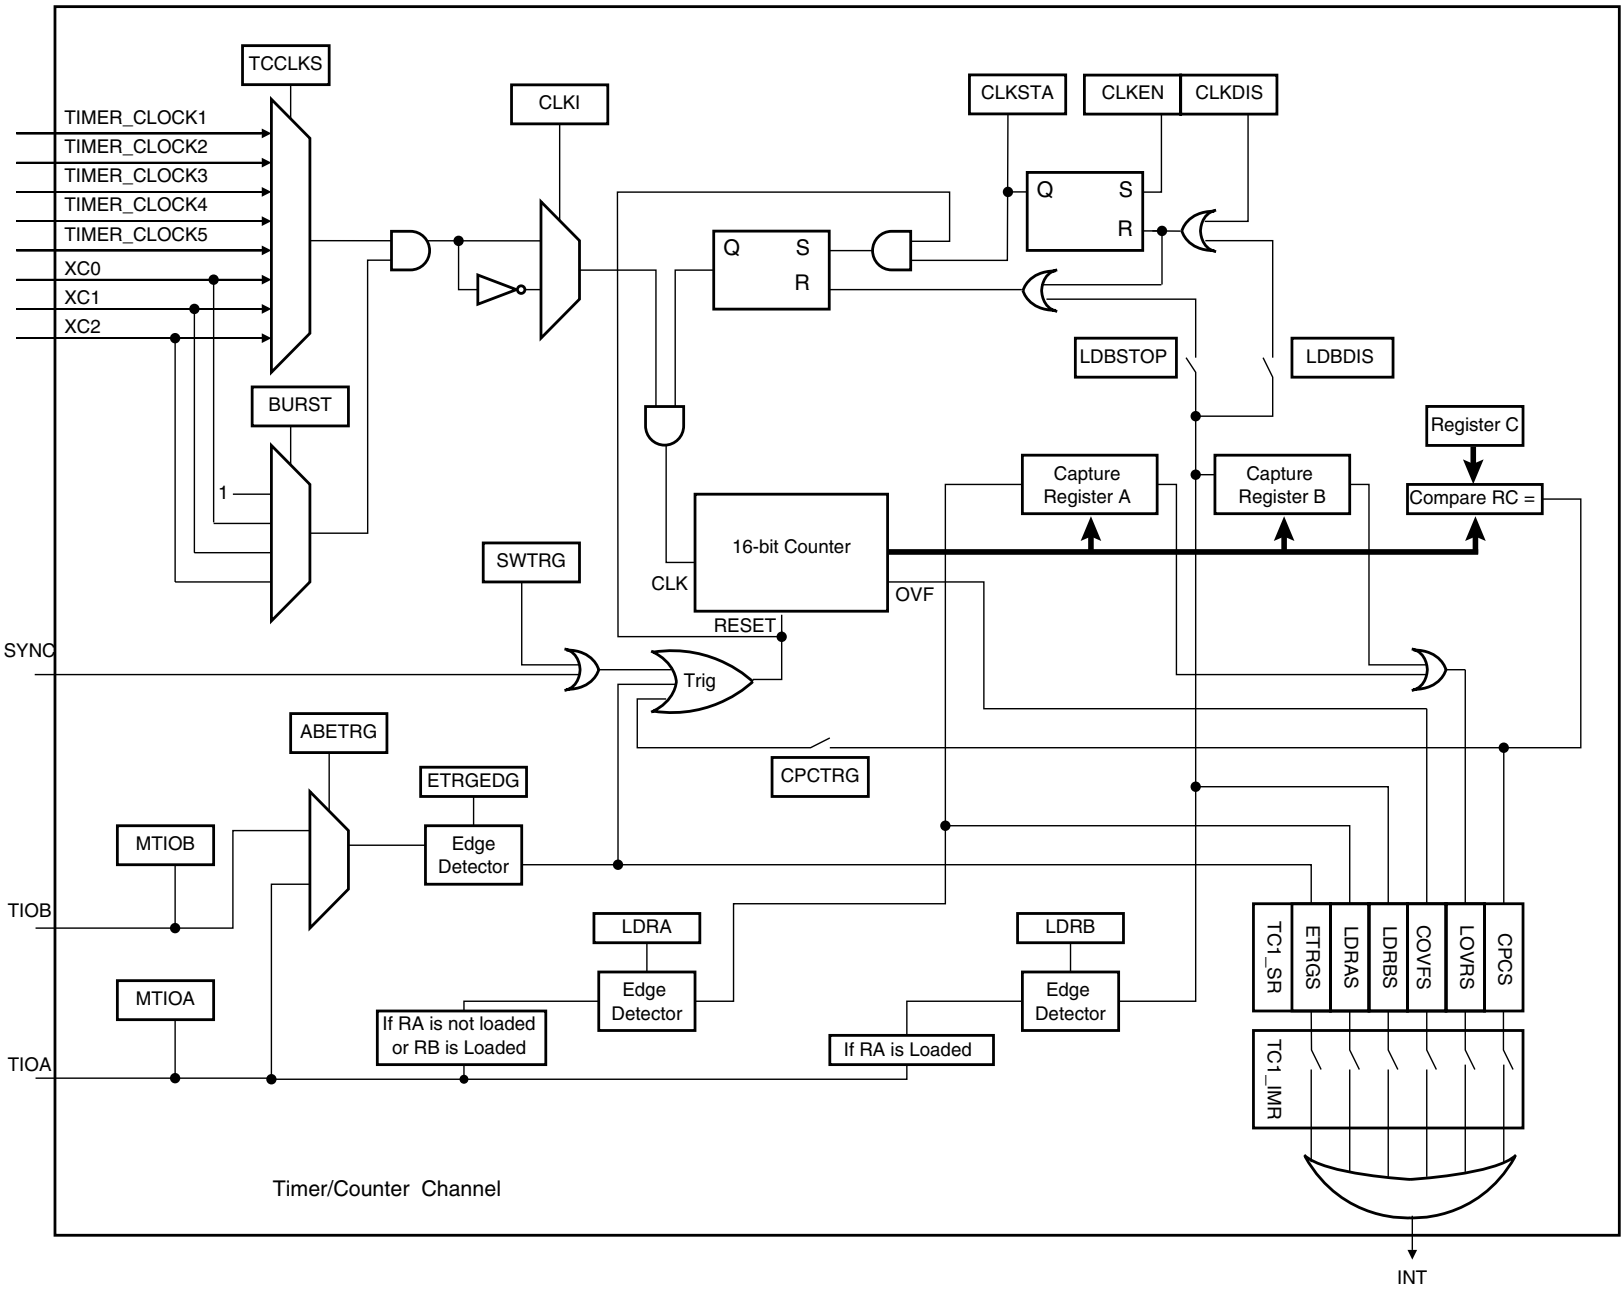 TCCLKS
CLKI
CLKSTA
CLKEN
CLKDIS
TIMER_CLOCK1
TIMER_CLOCK2
TIMER_CLOCK3
TIMER_CLOCK4
TIMER_CLOCK5
XC0
XC1
XC2
Q
S
R
Q
S
R
LDBSTOP
LDBDIS
BURST
1
Register C
Capture
Register A
Capture
Register B
Compare RC =
16-bit Counter
SWTRG
CLK
OVF
RESET
SYNC
Trig
ABETRG
ETRGEDG
CPCTRG
MTIOB
Edge
Detector
TIOB
LDRA
LDRB
MTIOA
Edge
Detector
Edge
Detector
If RA is not loaded
or RB is Loaded
If RA is Loaded
TIOA
TC1_SR
ETRGS
LDRAS
LDRBS
COVFS
LOVRS
CPCS
TC1_IMR
Timer/Counter Channel
INT